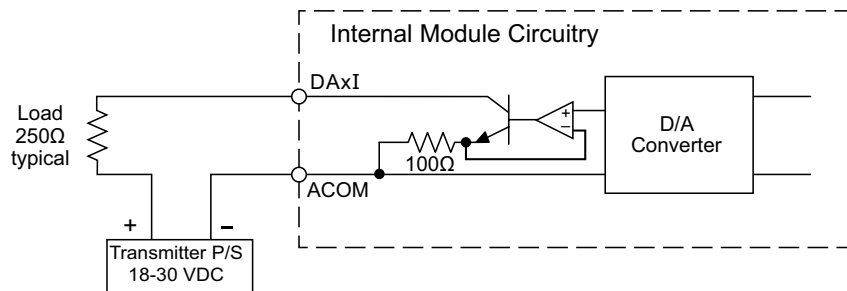 Internal Module Circuitry
DAxI
Load
250Ω
typical
+
–
D/A
Converter
100Ω
ACOM
+
–
Transmitter P/S
18-30 VDC